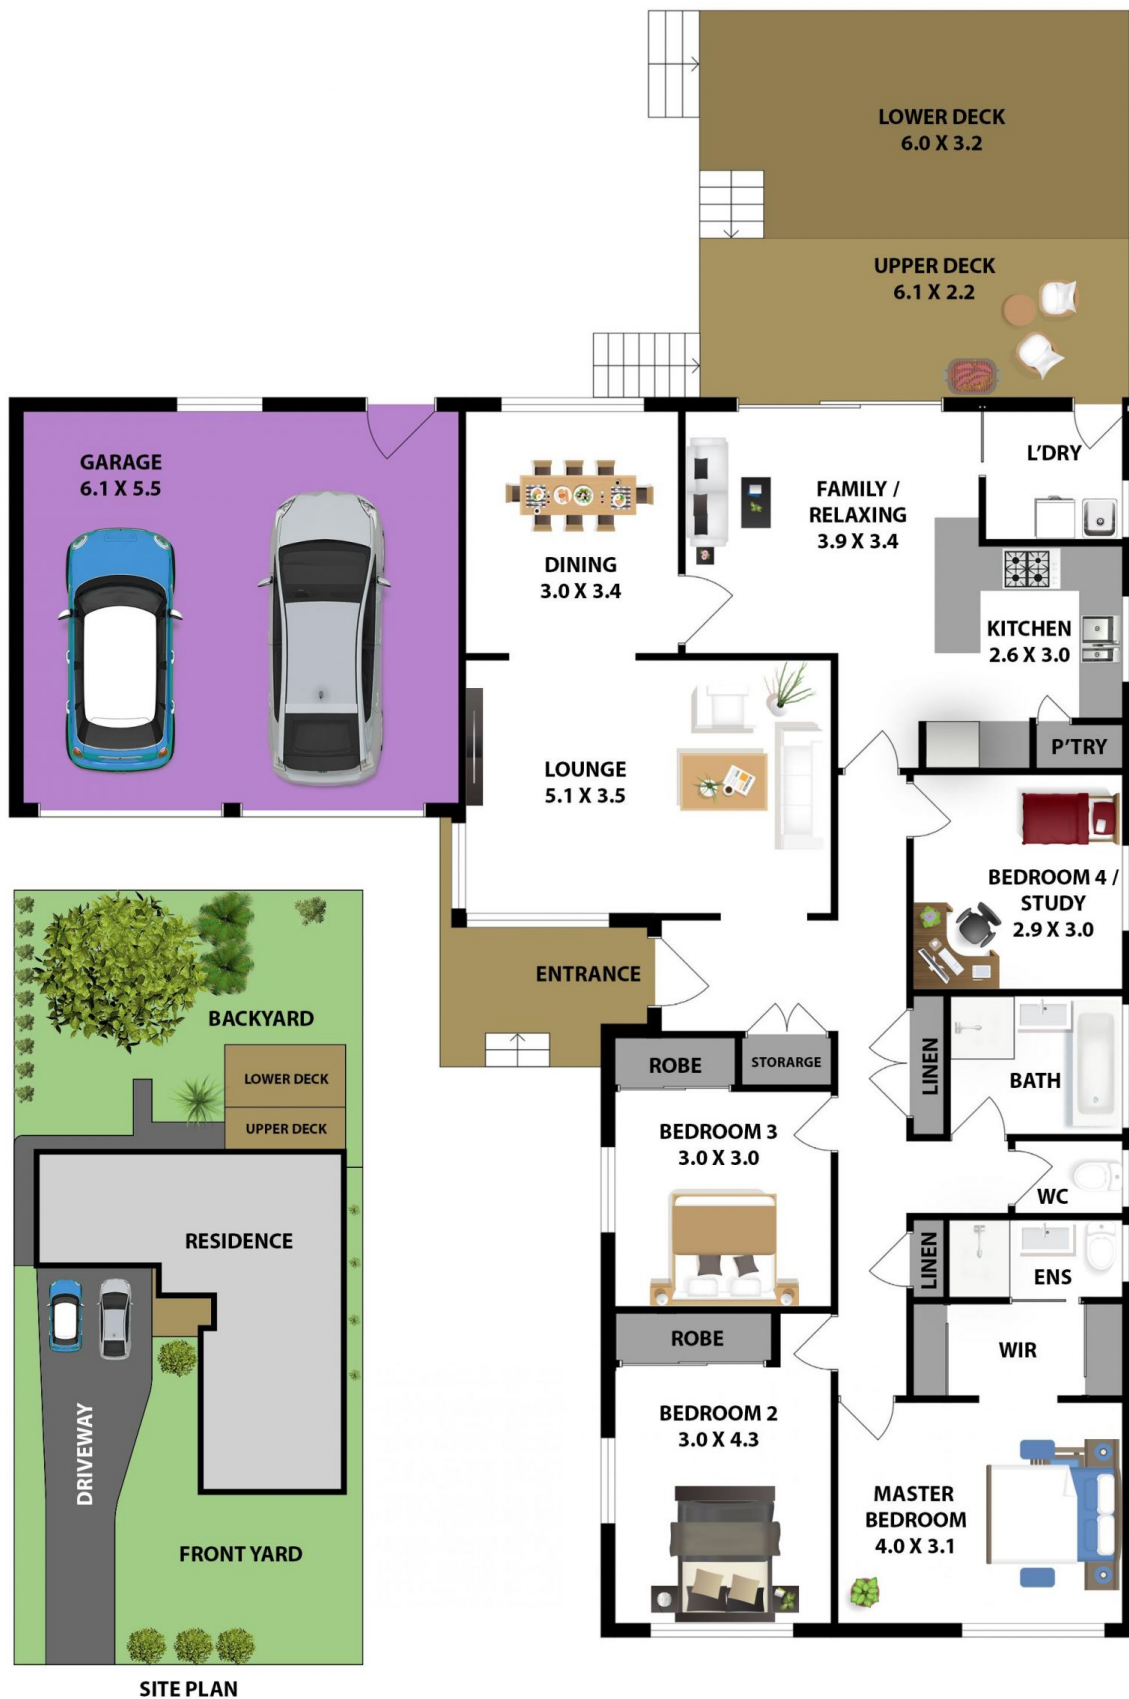 LOWER DECK
6.0 X 3.2
UPPER DECK
6.1 X 2.2
GARAGE
6.1 X 5.5
DINING
3.0 X 3.4
FAMILY /
RELAXING
3.9 X 3.4
L'DRY
KITCHEN
2.6 X 3.0
P'TRY
LOUNGE
5.1 X 3.5
BEDROOM 4 /
STUDY
2.9 X 3.0
ENTRANCE
ROBE
STORARGE
LINEN
BATH
BEDROOM 3
3.0 X 3.0
WC
LINEN
ENS
ROBE
WIR
BEDROOM 2
3.0 X 4.3
MASTER
BEDROOM
4.0 X 3.1
BACKYARD
LOWER DECK
UPPER DECK
RESIDENCE
DRIVEWAY
FRONT YARD
SITE PLAN